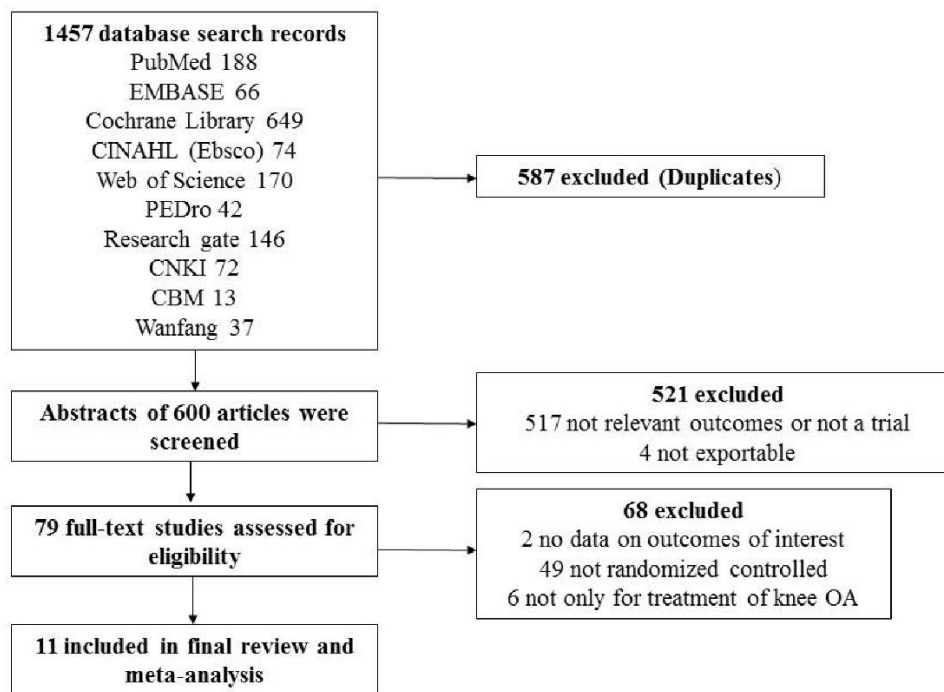 1457 database search records
PubMed 188
EMBASE 66
Cochrane Library 649
CINAHL (Ebsco) 74
Web of Science 170
PEDro 42
Research gate 146
CNKI 72
CBM 13
Wanfang 37
587 excluded (Duplicates)
Abstracts of 600 articles were
screened
521 excluded
517 not relevant outcomes or not a trial
4 not exportable
79 full-text studies assessed for
eligibility
68 excluded
2 no data on outcomes of interest
49 not randomized controlled
6 not only for treatment of knee OA
11 included in final review and
meta-analysis